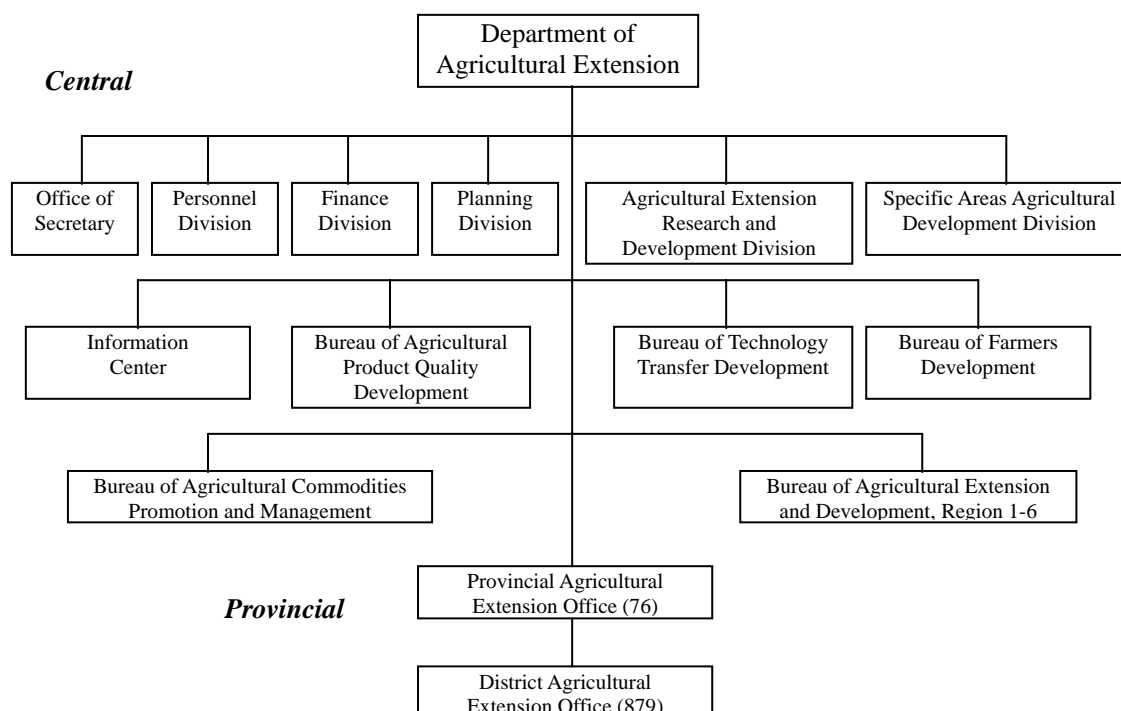 Department of
Agricultural Extension
Central
Office of
Secretary
Personnel
Division
Finance
Division
Planning
Division
Agricultural Extension
Research and
Development Division
Specific Areas Agricultural
Development Division
Information
Center
Bureau of Agricultural
Product Quality
Development
Bureau of Technology
Transfer Development
Bureau of Farmers
Development
Bureau of Agricultural Commodities
Promotion and Management
Bureau of Agricultural Extension
and Development, Region 1-6
Provincial Agricultural
Extension Office (76)
Provincial
District Agricultural
Extension Office (879)